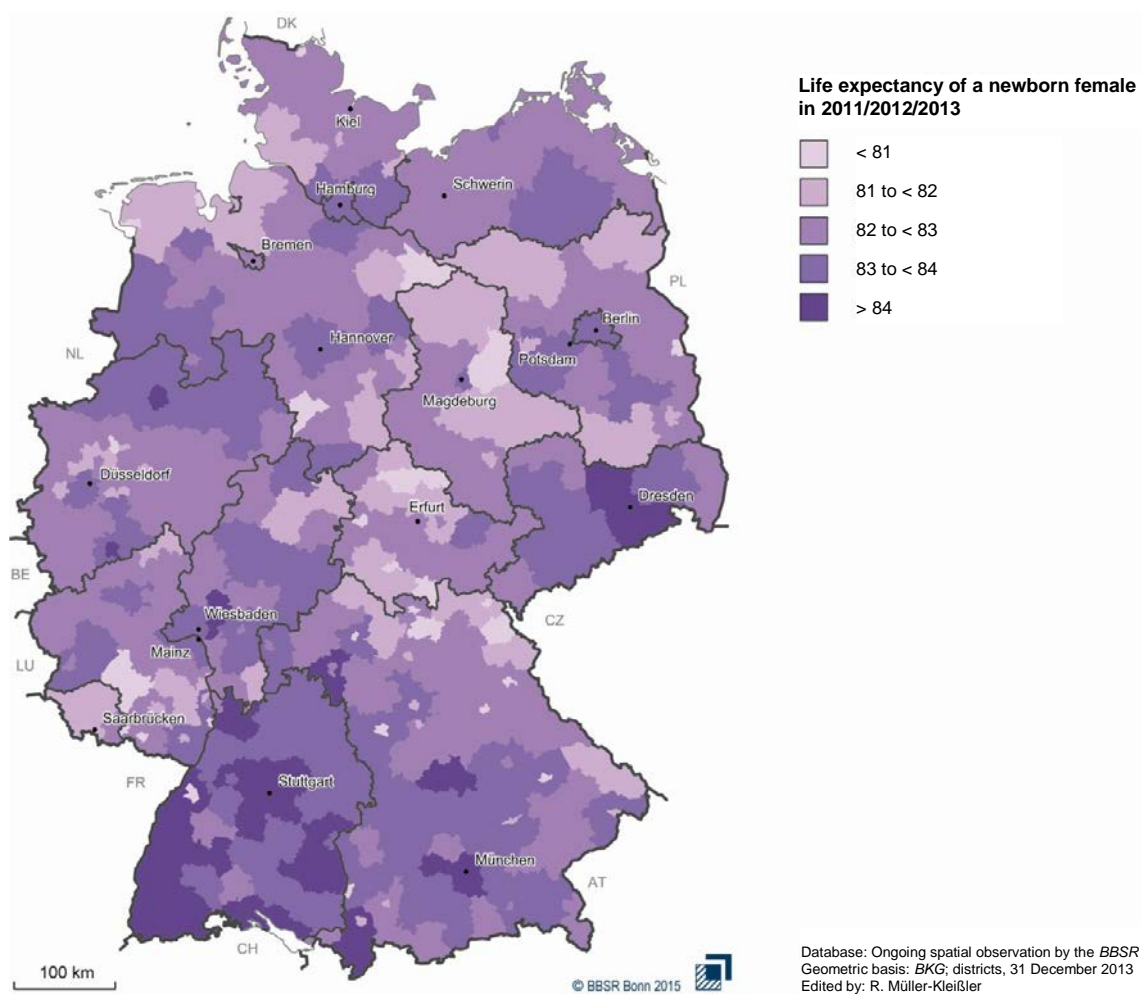 DK
Kiel
Hamburg
Schwerin
Bremen
PL
Berlin
Hannover
Potsdam
NL
Magdeburg
Düsseldorf
Dresden
Erfurt
BE
Wiesbaden
CZ
Mainz
LU
Saarbrücken
FR
Stuttgart
München
AT
CH
100 km
© BBSR Bonn 2015
Life expectancy of a newborn female
in 2011/2012/2013
< 81
81 to < 82
82 to < 83
83 to < 84
> 84
Database: Ongoing spatial observation by the BBSR
Geometric basis: BKG; districts, 31 December 2013
Edited by: R. Müller-Kleißler